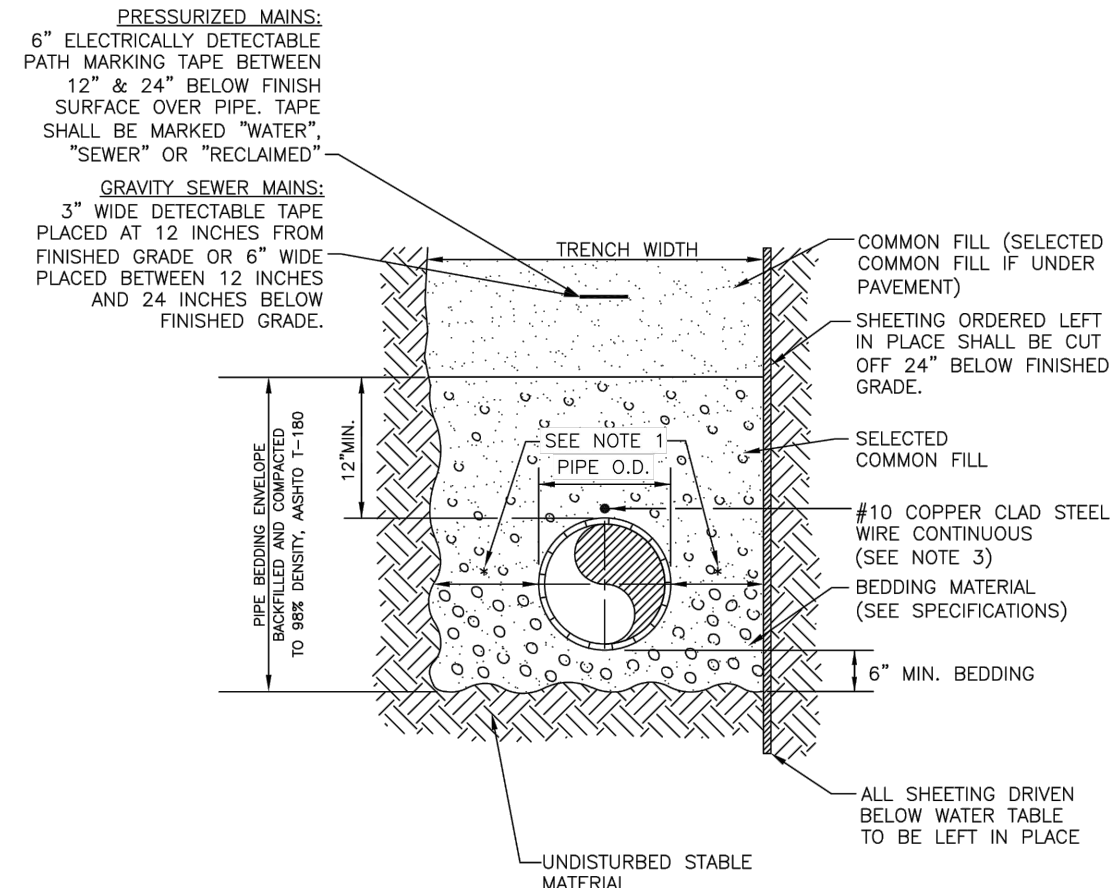 PRESSURIZED MAINS:
6" ELECTRICALLY DETECTABLE
PATH MARKING TAPE BETWEEN
12" & 24" BELOW FINISH
SURFACE OVER PIPE. TAPE
SHALL BE MARKED "WATER",
"SEWER" OR "RECLAIMED"
GRAVITY SEWER MAINS:
3" WIDE DETECTABLE TAPE
PLACED AT 12 INCHES FROM
FINISHED GRADE OR 6" WIDE
PLACED BETWEEN 12 INCHES
AND 24 INCHES BELOW
FINISHED GRADE.
TRENCH WIDTH
COMMON FILL (SELECTED
COMMON FILL IF UNDER
PAVEMENT)
SHEETING ORDERED LEFT
IN PLACE SHALL BE CUT
OFF 24" BELOW FINISHED
GRADE.
PIPE BEDDING ENVELOPE
BACKFILLED AND COMPACTED
TO 98% DENSITY, AASHTO T-180
12"MIN.
SEE NOTE 1
PIPE O.D.
SELECTED
COMMON FILL
#10 COPPER CLAD STEEL
WIRE CONTINUOUS
(SEE NOTE 3)
BEDDING MATERIAL
(SEE SPECIFICATIONS)
6" MIN. BEDDING
ALL SHEETING DRIVEN
BELOW WATER TABLE
TO BE LEFT IN PLACE
UNDISTURBED STABLE
MATERIAL